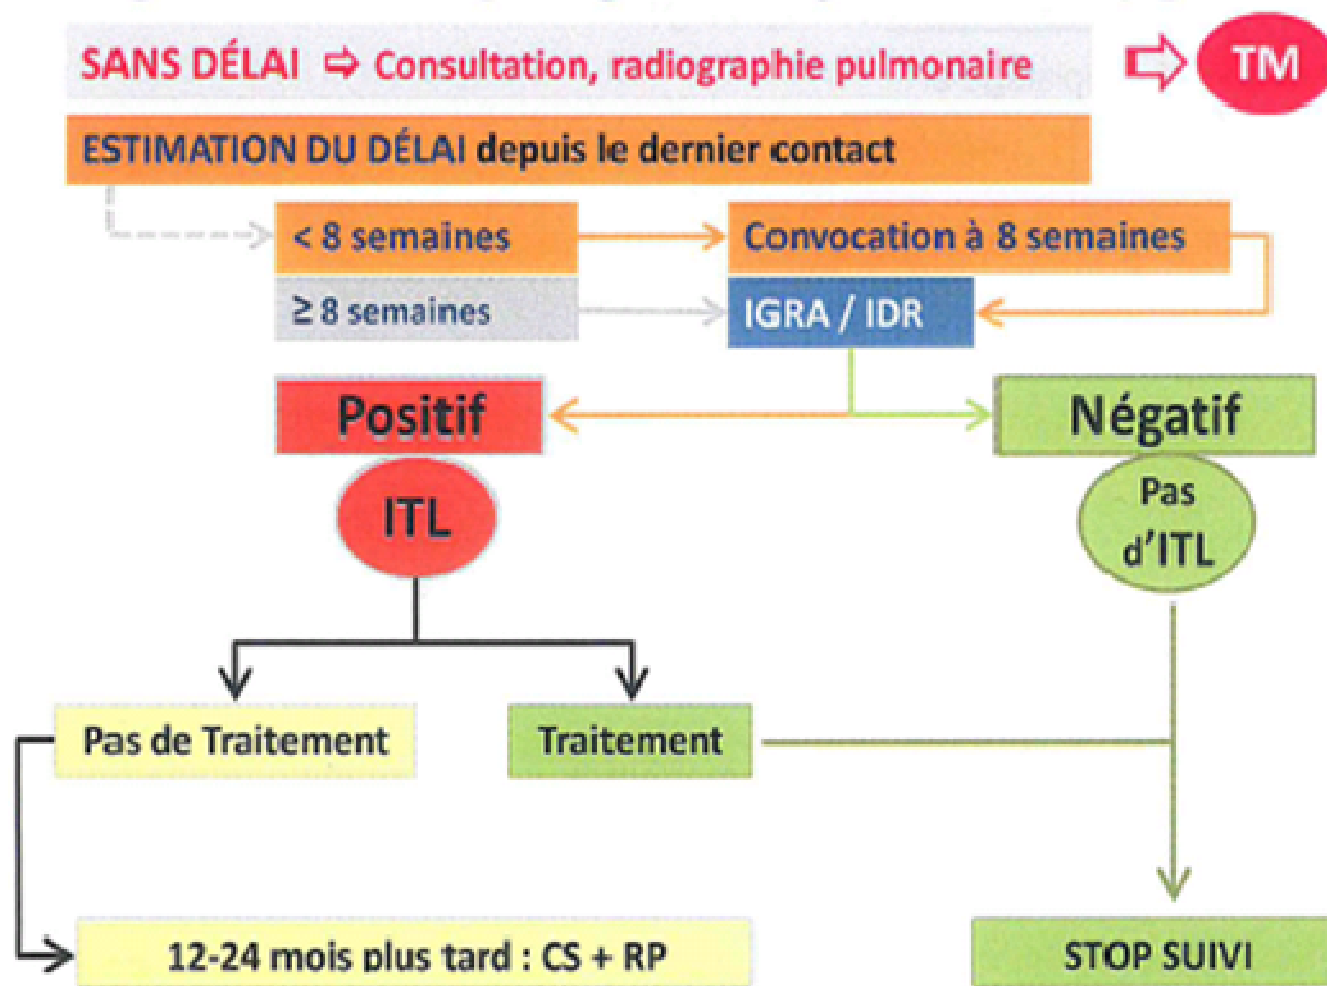 SANS DÉLAI ⇨ Consultation, radiographie pulmonaire
TM
ESTIMATION DU DÉLAI depuis le dernier contact
< 8 semaines
Convocation à 8 semaines
≥ 8 semaines
IGRA / IDR
Positif
Négatif
ITL
Pas
d'ITL
Pas de Traitement
Traitement
12-24 mois plus tard : CS + RP
STOP SUIVI